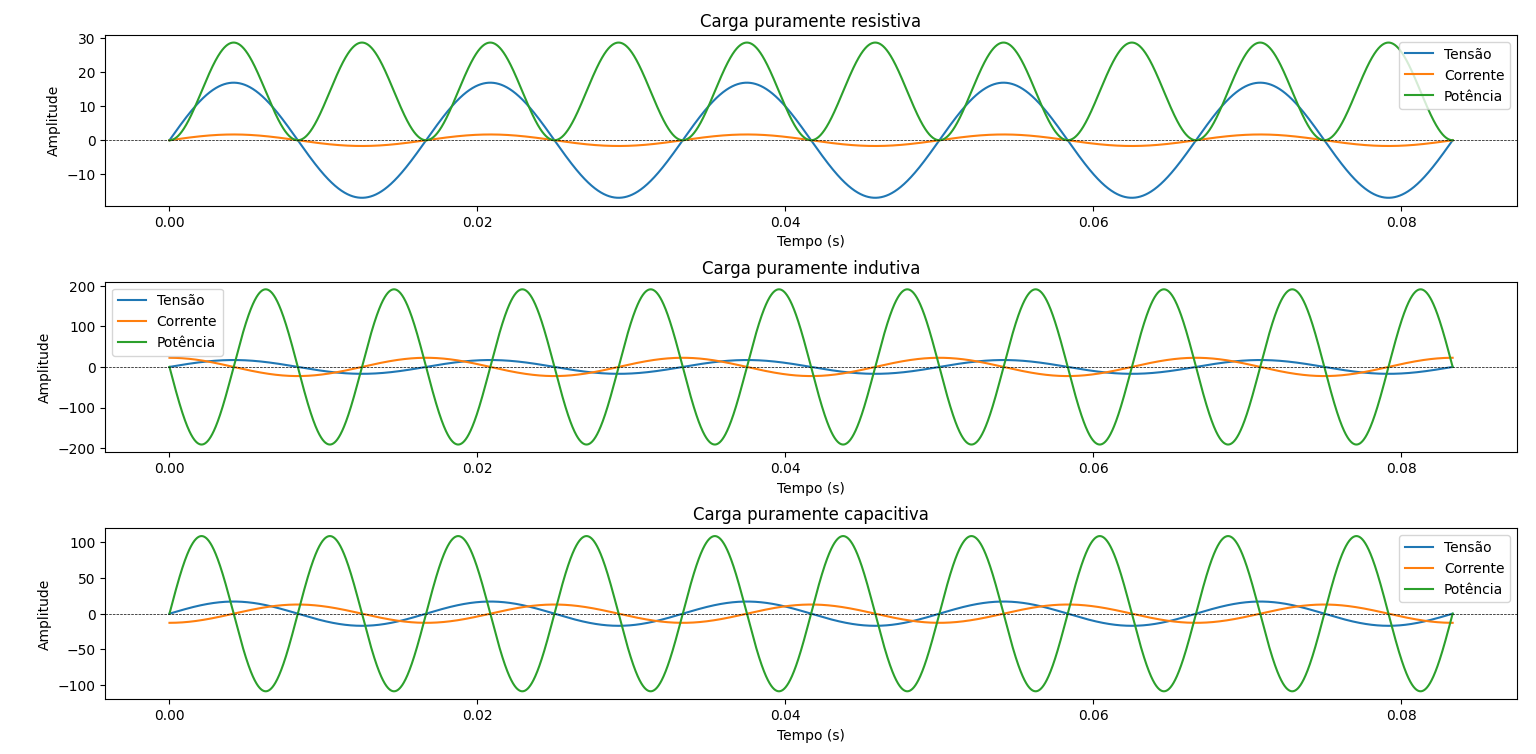 Carga puramente resistiva
30
20
10
0
−10
Amplitude
Tensão
Corrente
Potência
0.00 0.02 0.04 0.06 0.08
Tempo (s)
Carga puramente indutiva
200
100
0
−100
−200
Amplitude
Tensão
Corrente
Potência
0.00 0.02 0.04 0.06 0.08
Tempo (s)
Carga puramente capacitiva
100
50
0
−50
−100
Amplitude
Tensão
Corrente
Potência
0.00 0.02 0.04 0.06 0.08
Tempo (s)